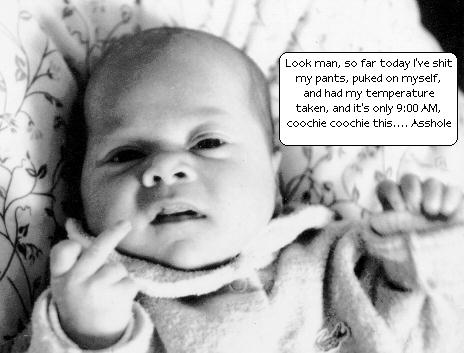 Look man, so far today I've shit
my pants, puked on myself,
and had my temperature
taken, and it's only 9:00 AM,
coochie coochie this.... Asshole